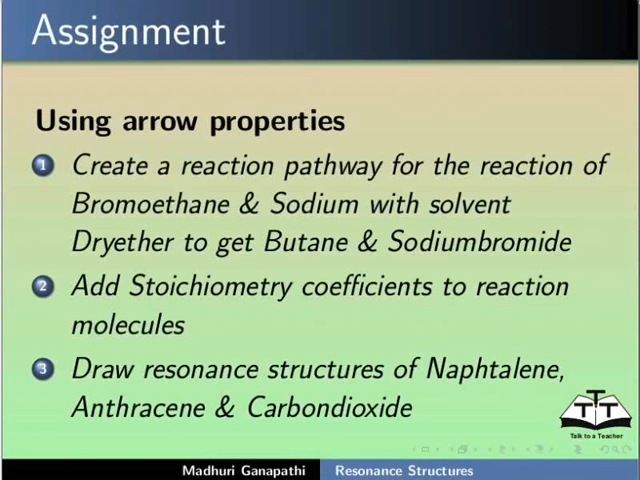 Assignment
Using arrow properties
1 Create a reaction pathway for the reaction of
Bromoethane & Sodium with solvent
Dryether to get Butane & Sodiumbromide
2 Add Stoichiometry coefficients to reaction
molecules
3 Draw resonance structures of Naphtalene,
Anthracene & Carbondioxide
TTT
Talk to a Teacher
Madhuri Ganapathi Resonance Structures